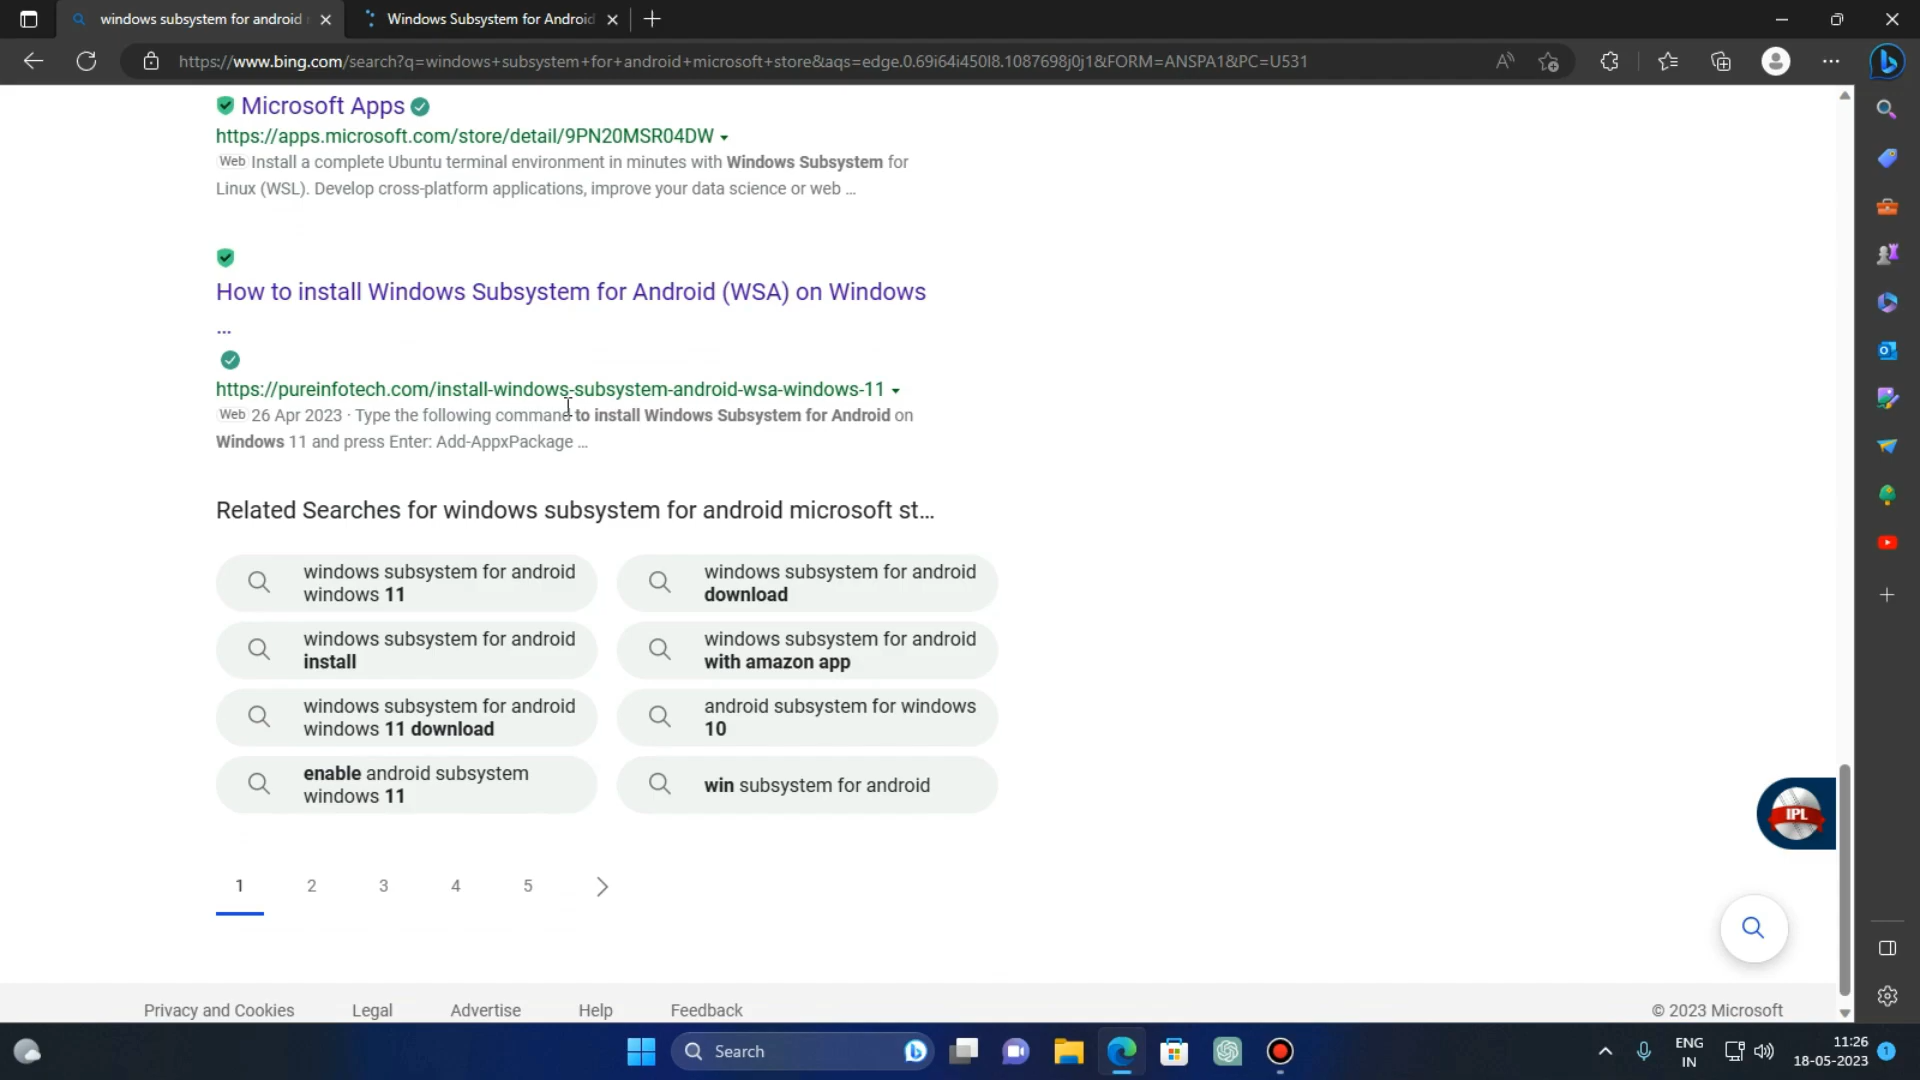 windows subsystem for android
Windows Subsystem for Android
https://www.bing.com/search?q=windows+subsystem+for+android+microsoft+store&aqs=edge.0.69i64i450l8.1087698j0j1&FORM=ANSPA1&PC=U531
Microsoft Apps
https://apps.microsoft.com/store/detail/9PN20MSR04DW
Web Install a complete Ubuntu terminal environment in minutes with Windows Subsystem for
Linux (WSL). Develop cross-platform applications, improve your data science or web ...
How to install Windows Subsystem for Android (WSA) on Windows
...
https://pureinfotech.com/install-windows-subsystem-android-wsa-windows-11
Web 26 Apr 2023 · Type the following command to install Windows Subsystem for Android on
Windows 11 and press Enter: Add-AppxPackage ...
Related Searches for windows subsystem for android microsoft st...
windows subsystem for android
windows 11
windows subsystem for android
download
windows subsystem for android
install
windows subsystem for android
with amazon app
windows subsystem for android
windows 11 download
android subsystem for windows
10
enable android subsystem
windows 11
win subsystem for android
IPL
1 2 3 4 5
Privacy and Cookies Legal Advertise Help Feedback © 2023 Microsoft
Search
ENG
IN
11:26
18-05-2023
1